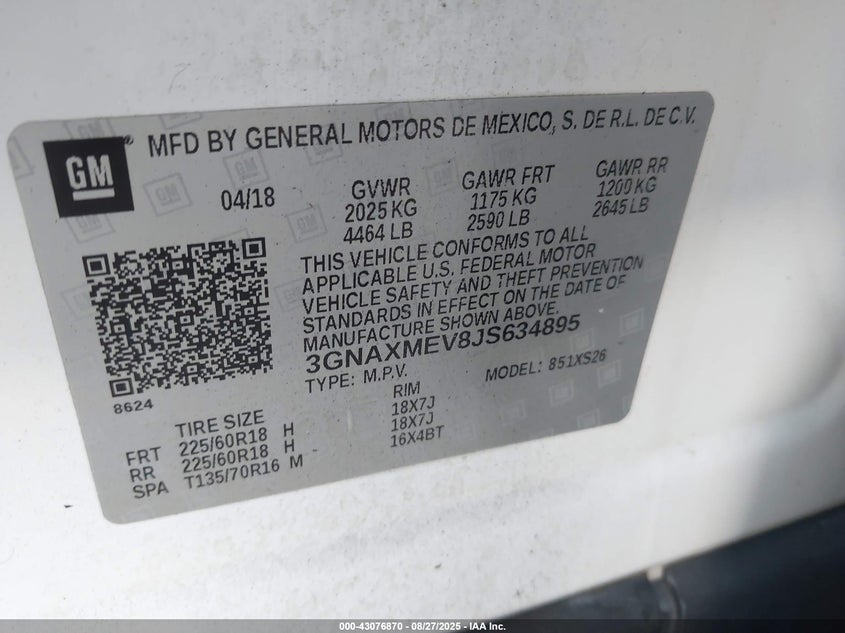 GM
MFD BY GENERAL MOTORS DE MEXICO, S. DE R.L. DE C.V.
04/18 GVWR GAWR FRT GAWR RR
2025 KG 1175 KG 1200 KG
4464 LB 2590 LB 2645 LB
THIS VEHICLE CONFORMS TO ALL
APPLICABLE U.S. FEDERAL MOTOR
VEHICLE SAFETY AND THEFT PREVENTION
STANDARDS IN EFFECT ON THE DATE OF
MANUFACTURE SHOWN ABOVE.
3GNAXMEV8JS634895
TYPE: M.P.V. MODEL: 851XS26
8624
TIRE SIZE RIM
FRT 225/60R18 H 18X7J
RR 225/60R18 H 18X7J
SPA T135/70R16 M 16X4BT
000-43076870 | 08/27/2025 - IAA Inc.